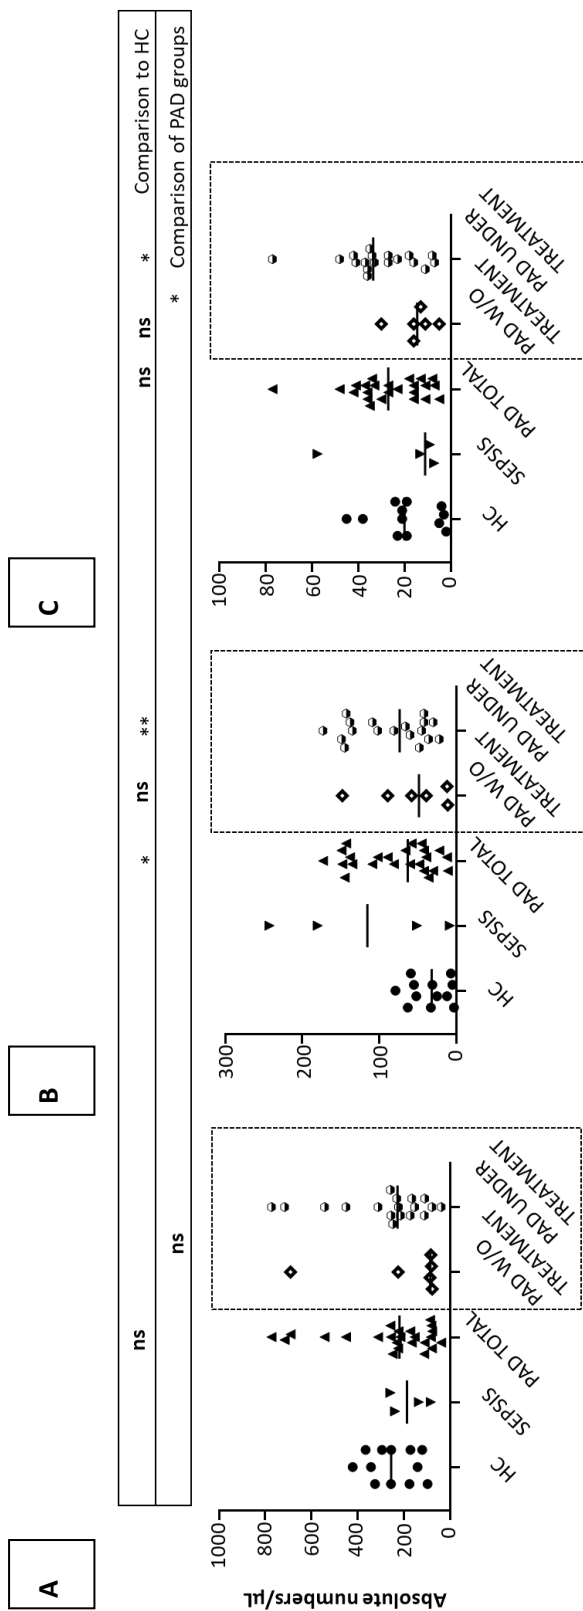 A
B
C
ns * ns ** ns ns * Comparison to HC
ns * Comparison of PAD groups
Absolute numbers/µL
1000
800
600
400
200
0
HC
SEPSIS
PAD TOTAL
PAD W/O
TREATMENT
PAD UNDER
TREATMENT
300
200
100
0
HC
SEPSIS
PAD TOTAL
PAD W/O
TREATMENT
PAD UNDER
TREATMENT
100
80
60
40
20
0
HC
SEPSIS
PAD TOTAL
PAD W/O
TREATMENT
PAD UNDER
TREATMENT